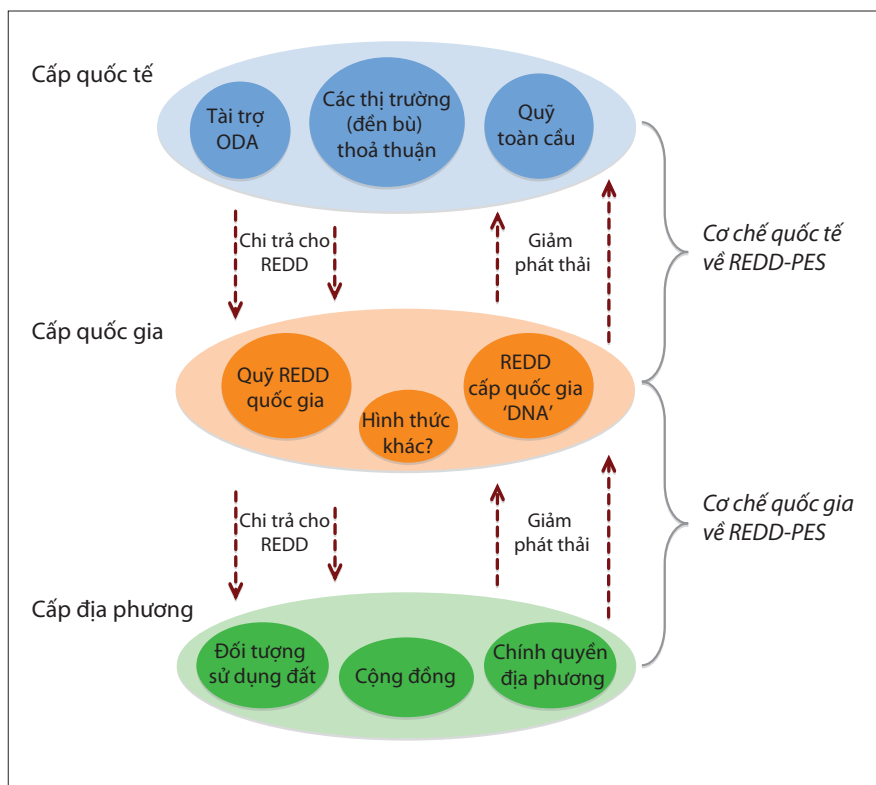 Cấp quốc tế
Tài trợ
ODA
Các thị trường
(đền bù)
thoả thuận
Quỹ
toàn cầu
Chi trả cho
REDD
Giảm
phát thải
Cơ chế quốc tế
về REDD-PES
Cấp quốc gia
Quỹ REDD
quốc gia
Hình thức
khác?
REDD
cấp quốc gia
‘DNA’
Chi trả cho
REDD
Giảm
phát thải
Cơ chế quốc gia
về REDD-PES
Cấp địa phương
Đối tượng
sử dụng đất
Cộng đồng
Chính quyền
địa phương